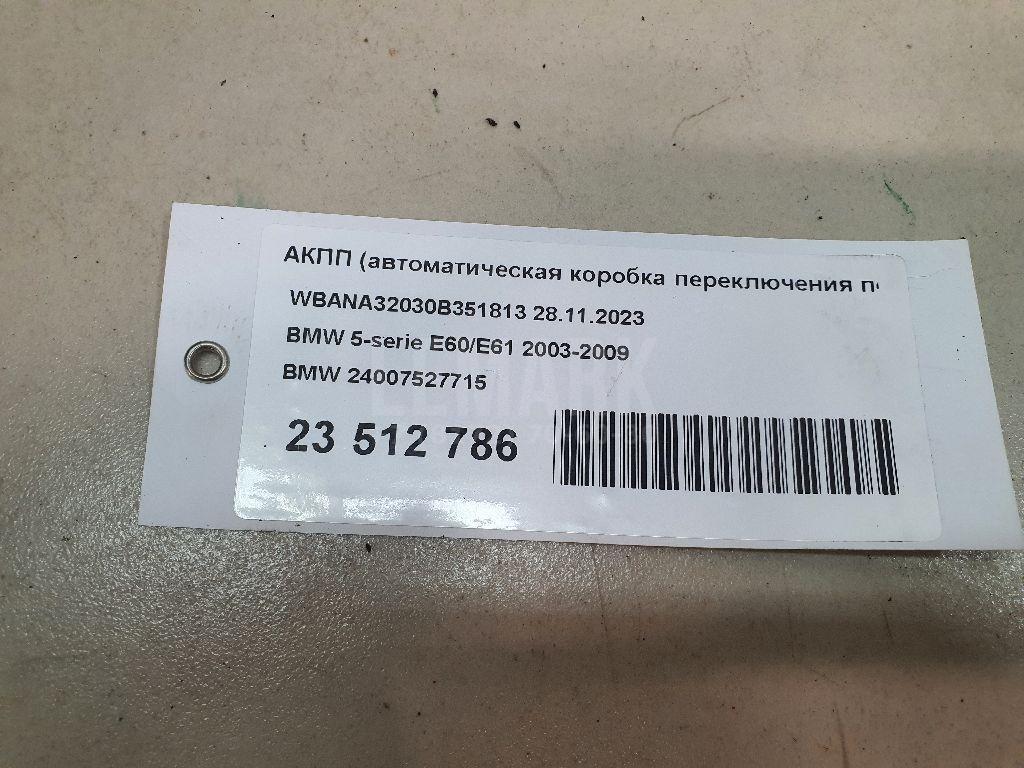 АКПП (автоматическая коробка переключения п
WBANA32030B351813 28.11.2023
BMW 5-serie E60/E61 2003-2009
BMW 24007527715
LEMARK
23 512 786